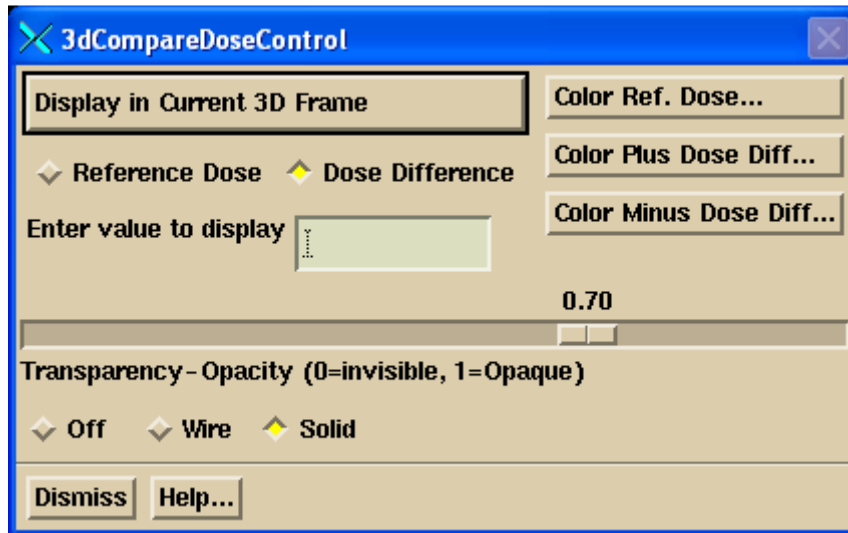 3dCompareDoseControl
Display in Current 3D Frame
Color Ref. Dose...
Reference Dose
Dose Difference
Color Plus Dose Diff...
Enter value to display
Color Minus Dose Diff...
0.70
Transparency-Opacity (0=invisible, 1=Opaque)
Off
Wire
Solid
Dismiss
Help...